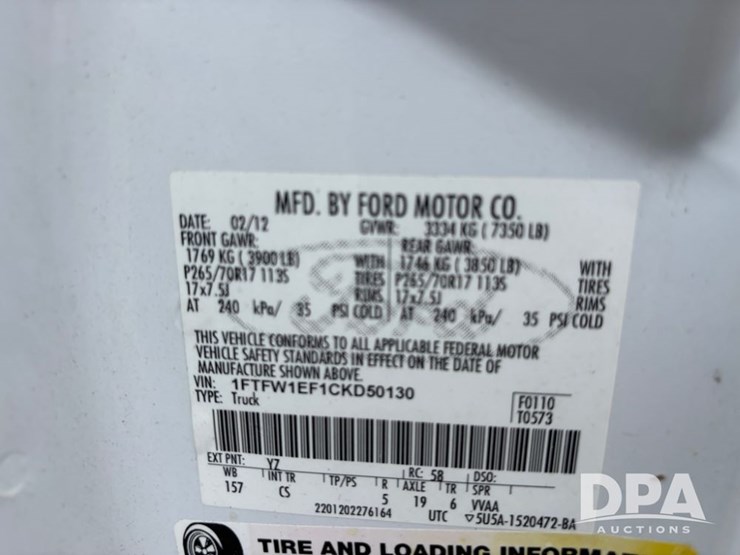 MFD. BY FORD MOTOR CO.
DATE: 02/12 GVWR: 3334 KG ( 7350 LB)
FRONT GAWR: REAR GAWR:
1769 KG ( 3900 LB) WITH 1746 KG ( 3850 LB) WITH
P265/70R17 113S TIRES P265/70R17 113S TIRES
17x7.5J RIMS 17x7.5J RIMS
AT 240 kPa/ 35 PSI COLD AT 240 kPa/ 35 PSI COLD
THIS VEHICLE CONFORMS TO ALL APPLICABLE FEDERAL MOTOR
VEHICLE SAFETY STANDARDS IN EFFECT ON THE DATE OF
MANUFACTURE SHOWN ABOVE.
VIN: 1FTFW1EF1CKD50130
TYPE: Truck
F0110
T0573
EXT PNT: YZ RC: 58 DSO:
WB INT TR TP/PS R AXLE TR SPR
157 CS 5 19 6 VVAA
2201202276164 UTC ▽5U5A-1520472-BA
DPA
AUCTIONS
TIRE AND LOADING INFORMA